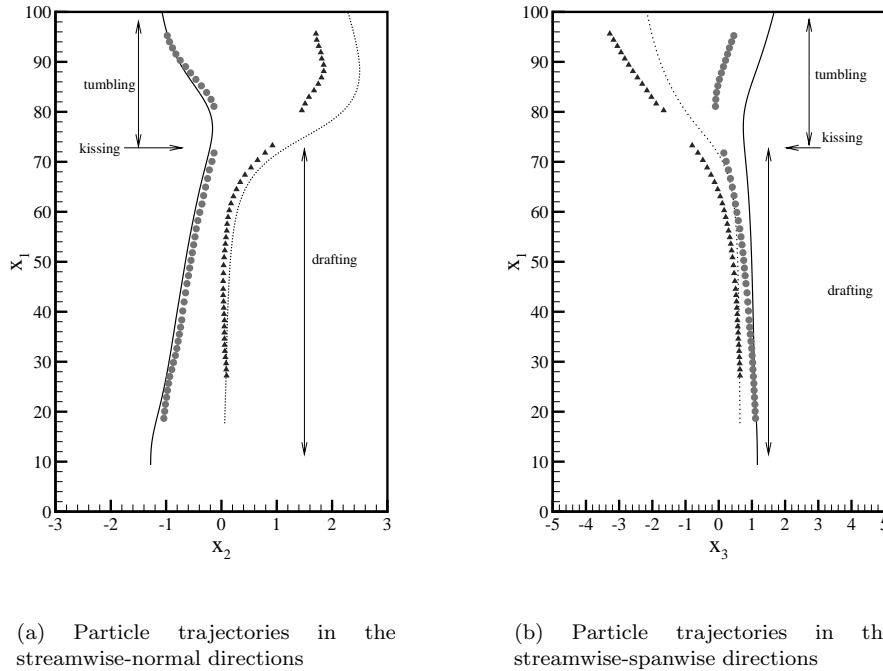 100
90
80
70
60
50
40
30
20
10
0
x1
-3
-2
-1
0
1
2
3
x2
tumbling
kissing
drafting
100
90
80
70
60
50
40
30
20
10
0
x1
-5
-4
-3
-2
-1
0
1
2
3
4
5
x3
tumbling
kissing
drafting
(a) Particle trajectories in the
streamwise-normal directions
(b) Particle trajectories in th
streamwise-spanwise directions